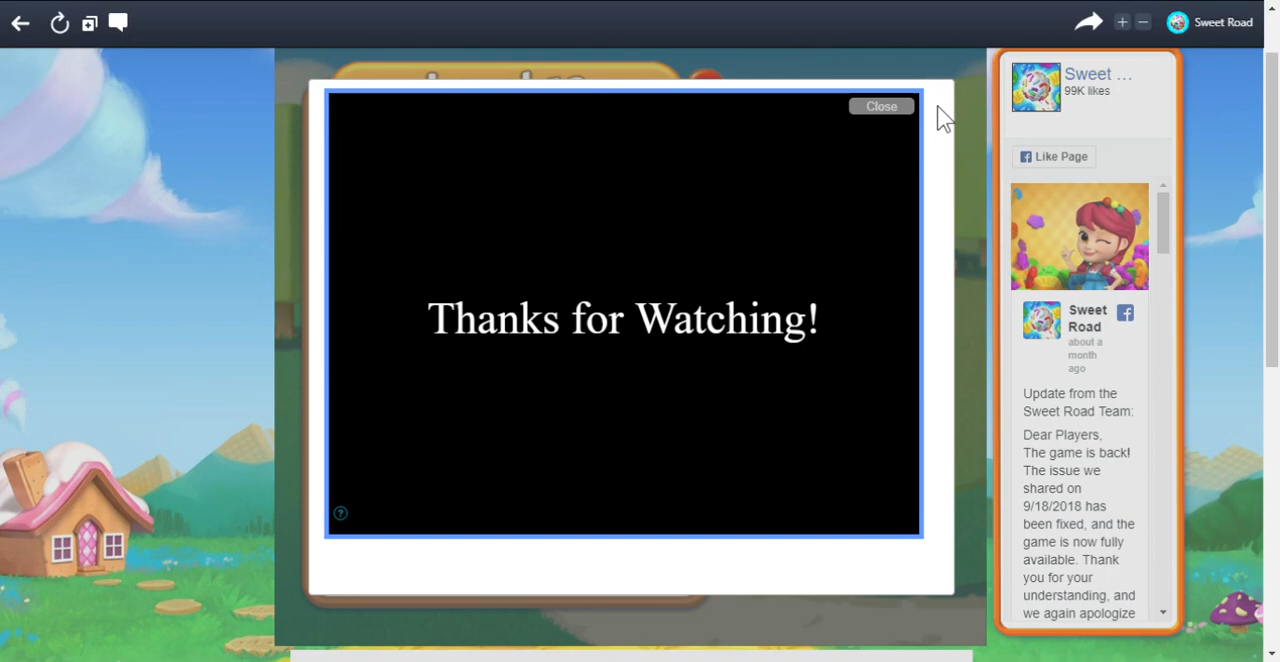 Sweet Road
Close
Thanks for Watching!
Sweet ...
99K likes
Like Page
Sweet
Road
about a
month
ago
Update from the
Sweet Road Team:
Dear Players,
The game is back!
The issue we
shared on
9/18/2018 has
been fixed, and the
game is now fully
available. Thank
you for your
understanding, and
we again apologize